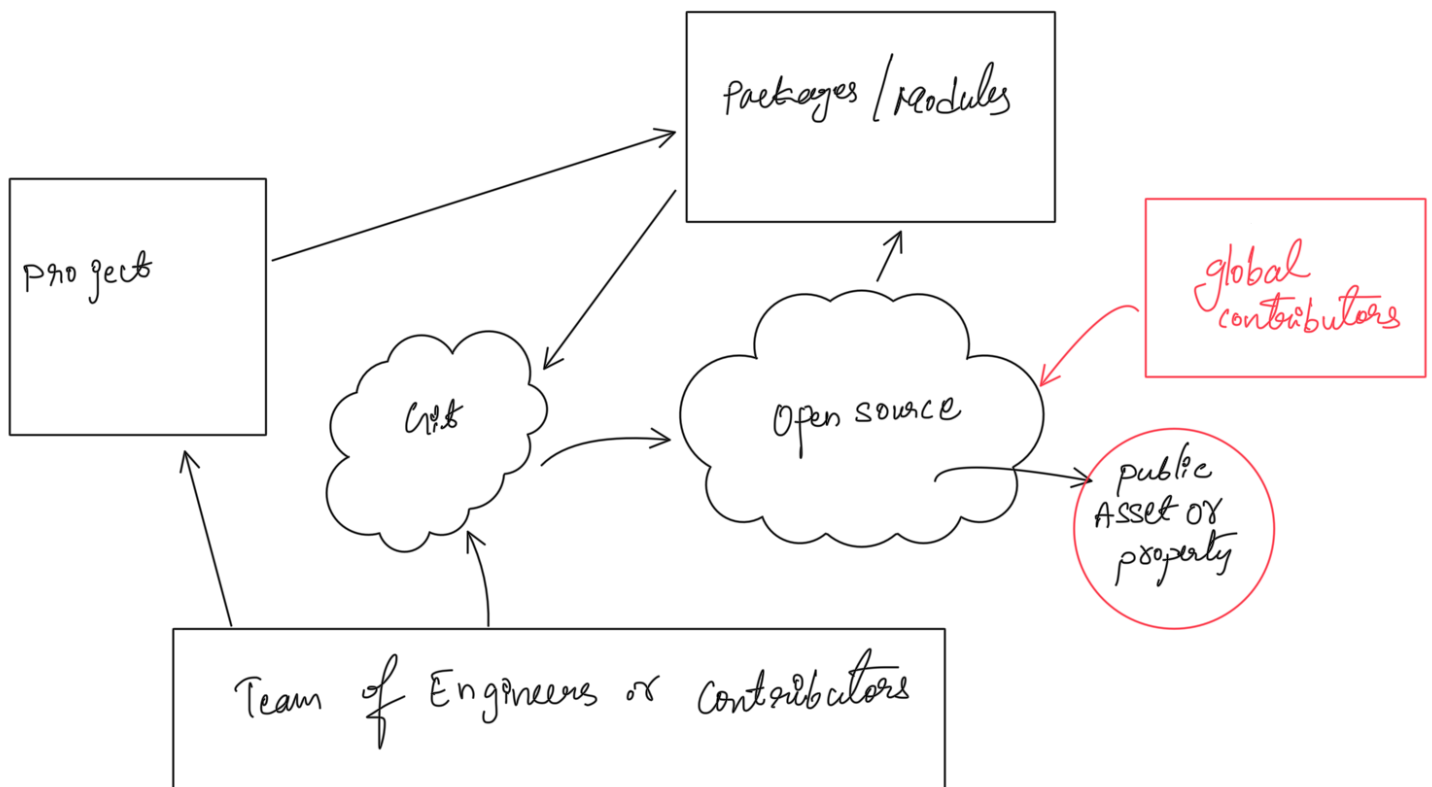 Packages / Modules
project
global
contributors
Git
Open source
public
Asset or
property
Team of Engineers or contributors